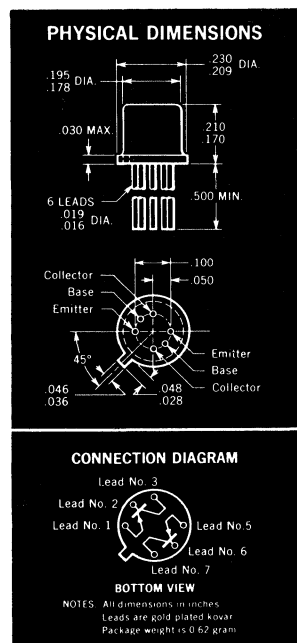 PHYSICAL DIMENSIONS
.230
.209 DIA.
.195
.178 DIA.
.030 MAX.
.210
.170
6 LEADS
.019
.016 DIA.
.500 MIN.
.100
.050
Collector
Base
Emitter
Emitter
Base
Collector
45°
.046
.036
.048
.028
CONNECTION DIAGRAM
Lead No. 3
Lead No. 2
Lead No. 1
Lead No.5
Lead No. 6
Lead No. 7
BOTTOM VIEW
NOTES: All dimensions in inches
Leads are gold plated kovar
Package weight is 0.62 gram